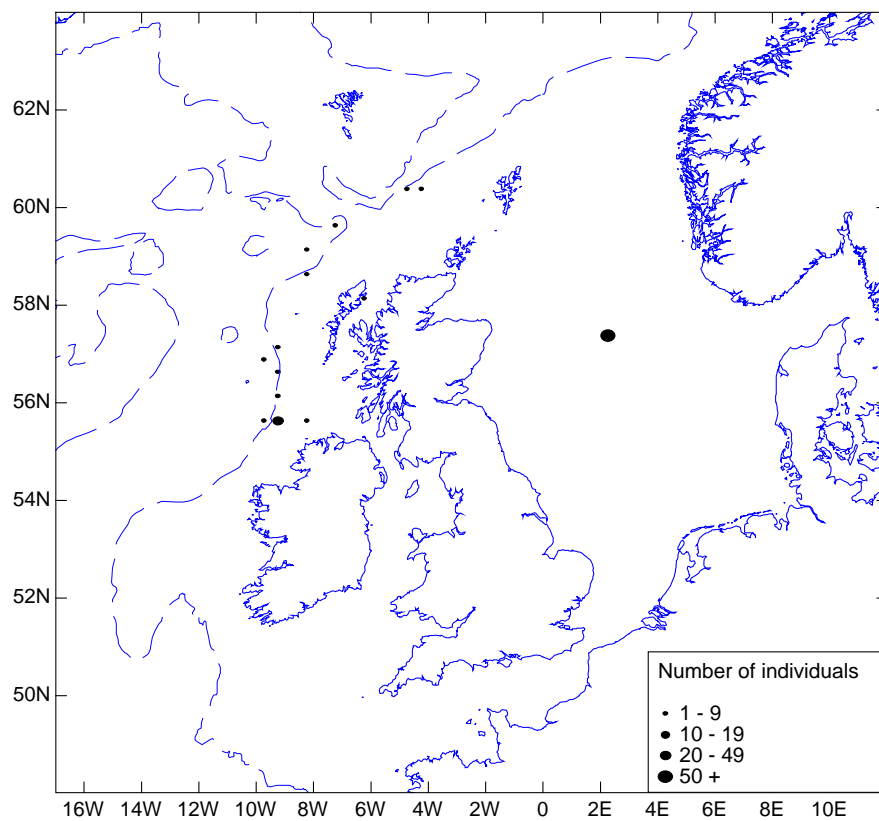 62N
60N
58N
56N
54N
52N
50N
Number of individuals
1 - 9
10 - 19
20 - 49
50 +
16W 14W 12W 10W 8W 6W 4W 2W 0 2E 4E 6E 8E 10E